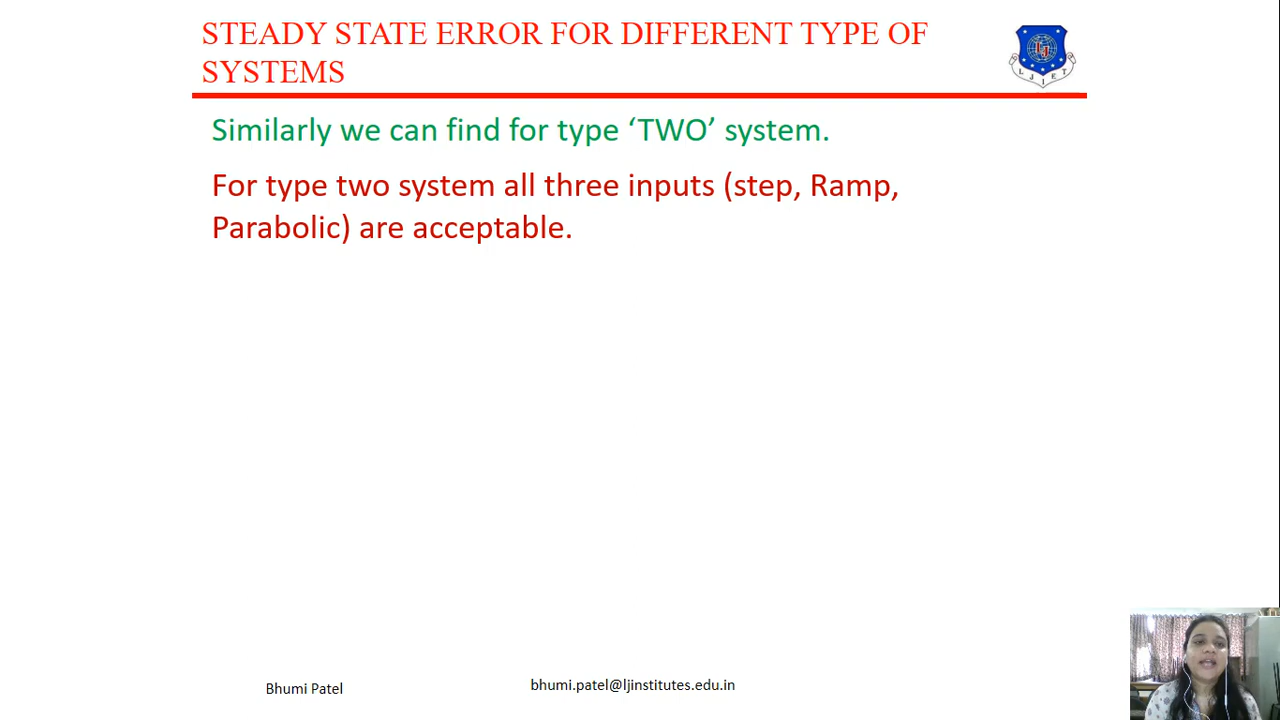 STEADY STATE ERROR FOR DIFFERENT TYPE OF
SYSTEMS
LJIET
Similarly we can find for type ‘TWO’ system.
For type two system all three inputs (step, Ramp,
Parabolic) are acceptable.
Bhumi Patel
bhumi.patel@ljinstitutes.edu.in